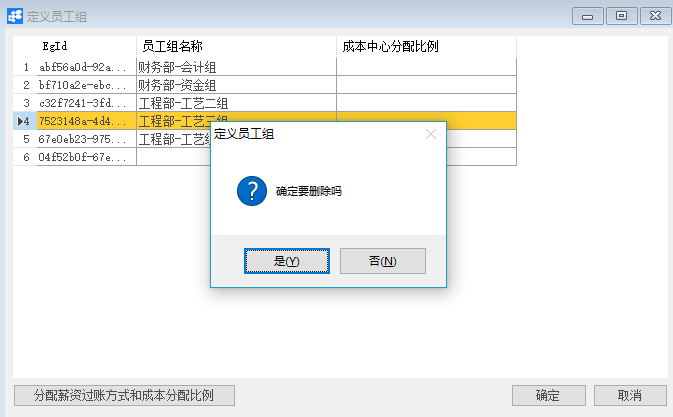 定义员工组
EgId 员工组名称 成本中心分配比例
1 abf56a0d-92a... 财务部-会计组
2 bf710a2e-ebc... 财务部-资金组
3 c32f7241-3fd... 工程部-工艺二组
4 7523148a-4d4... 工程部-工艺
5 67e0eb23-975... 工程部-工艺
6 04f52b0f-67e...
定义员工组
确定要删除吗
是(Y) 否(N)
分配薪资过账方式和成本分配比例 确定 取消